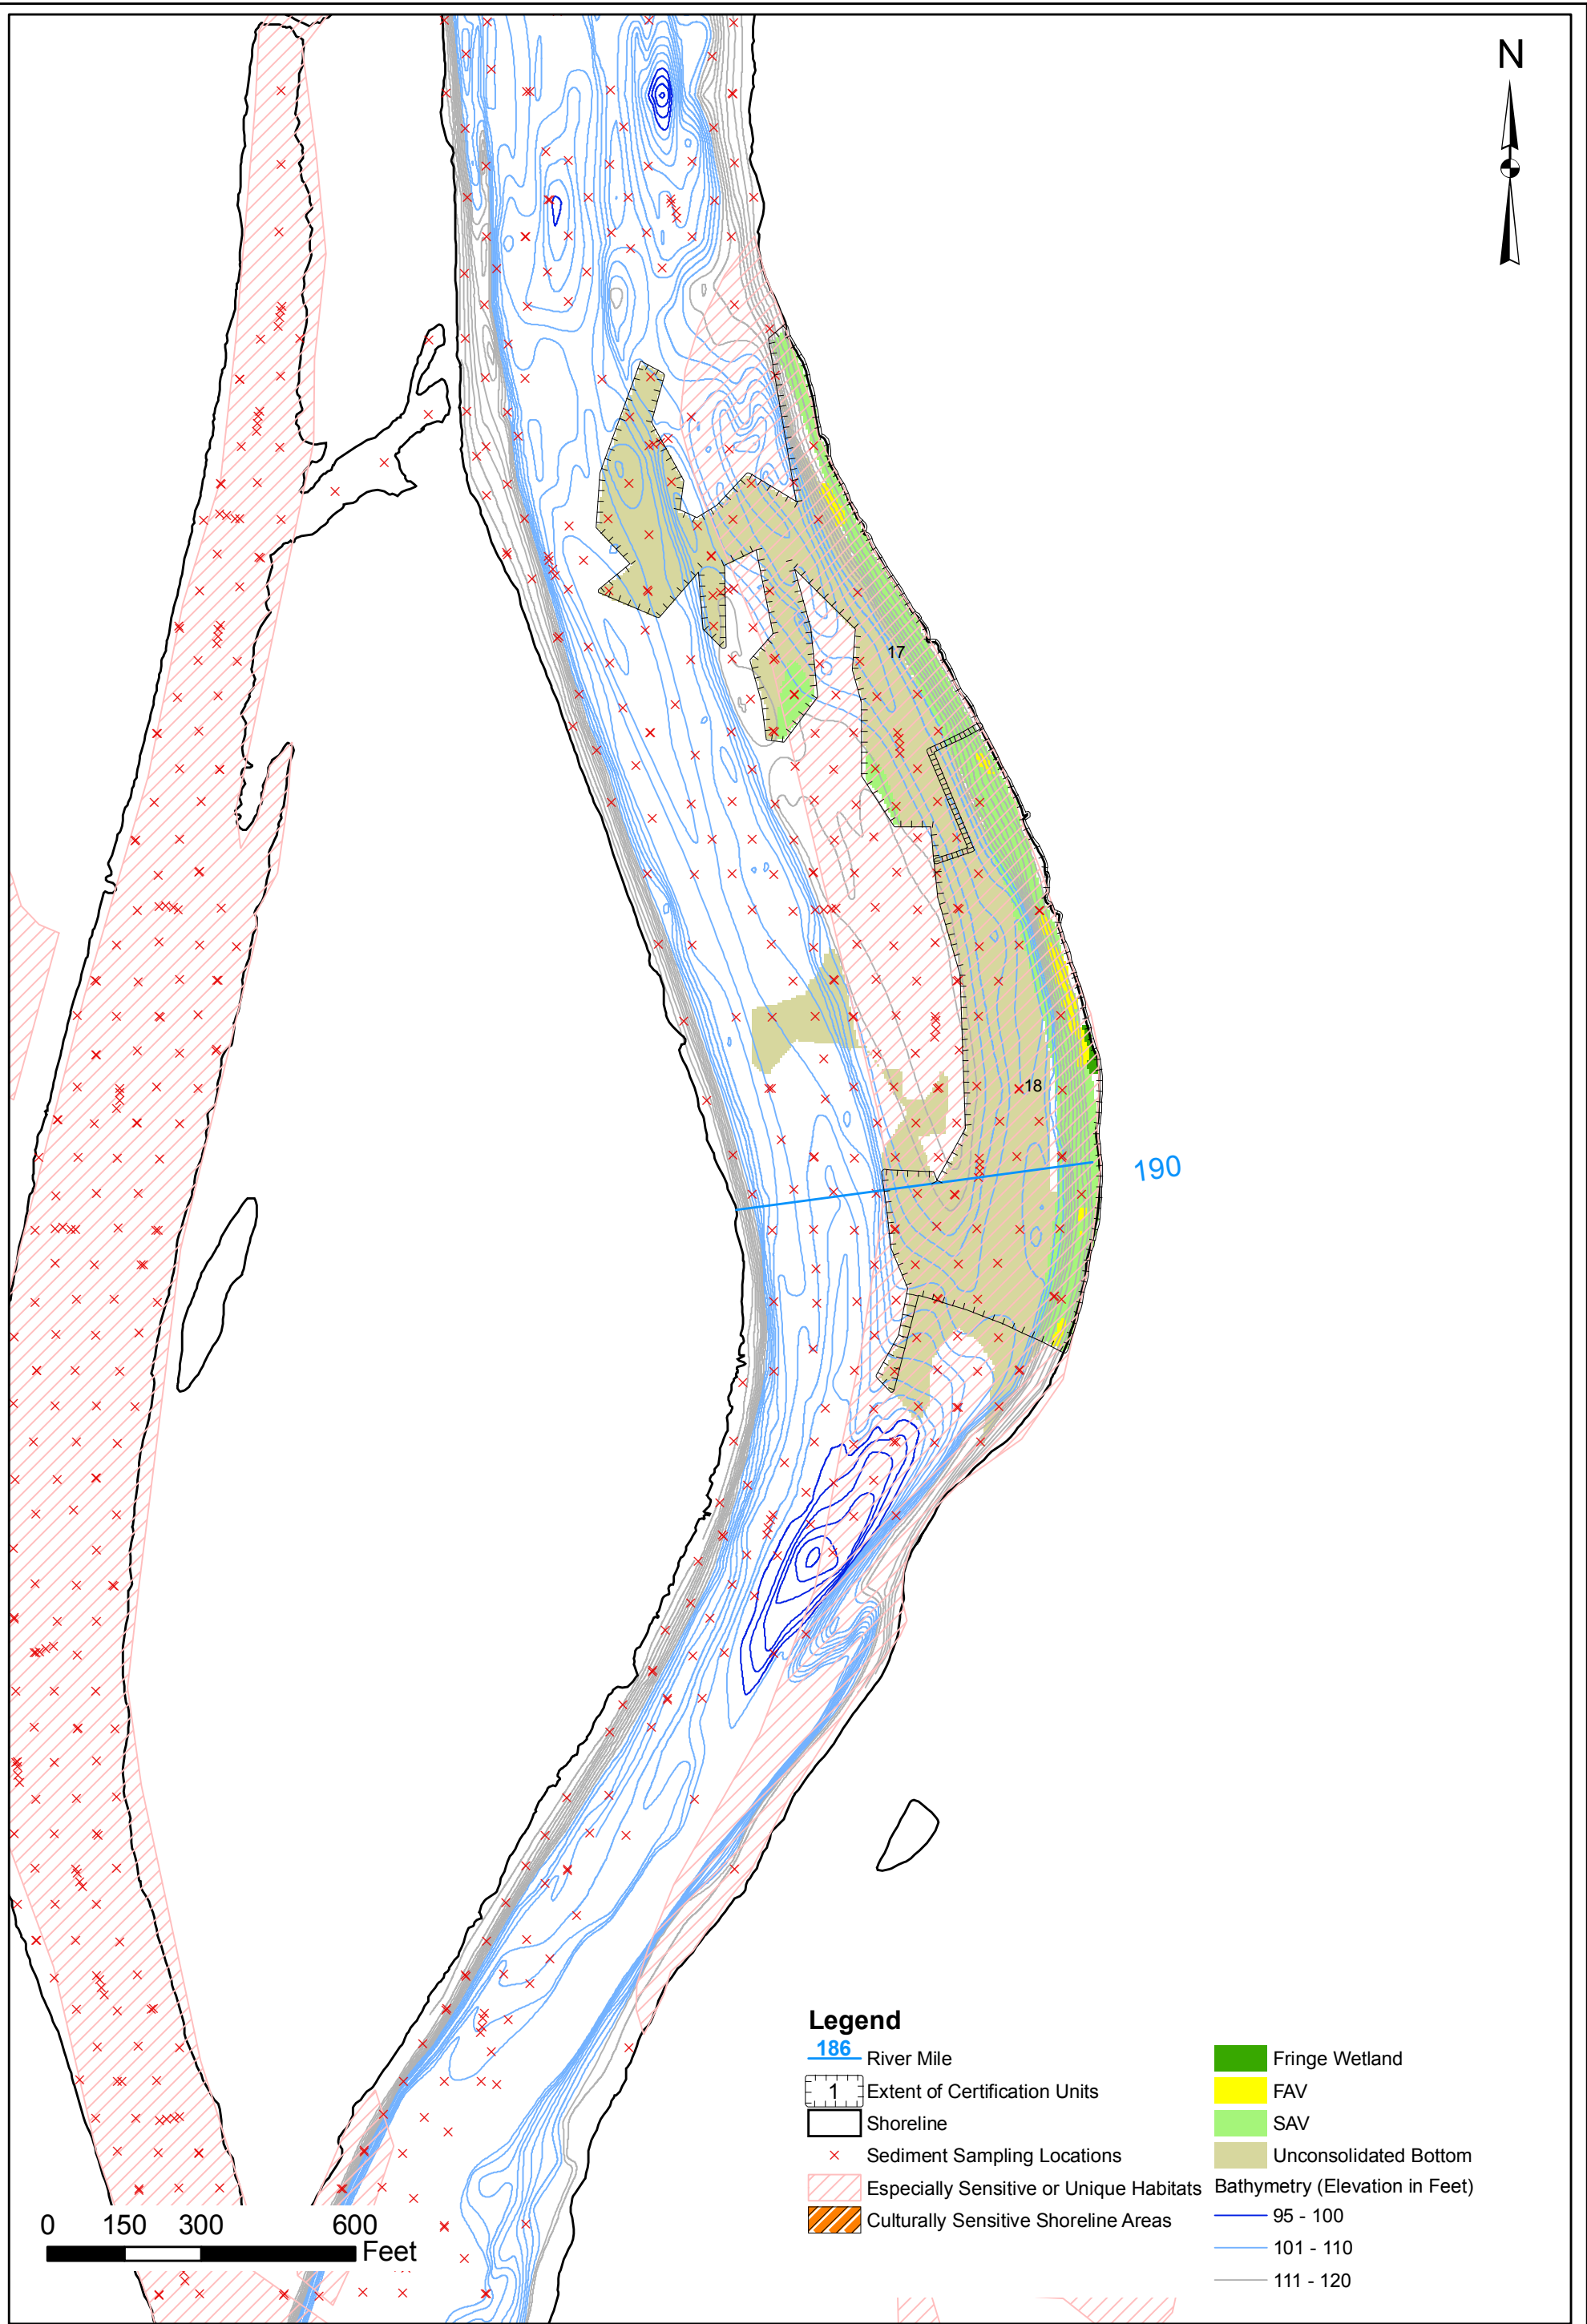 N
17
18
190
Legend
186 River Mile
1 Extent of Certification Units
Shoreline
Sediment Sampling Locations
Especially Sensitive or Unique Habitats
Culturally Sensitive Shoreline Areas
Fringe Wetland
FAV
SAV
Unconsolidated Bottom
Bathymetry (Elevation in Feet)
95 - 100
101 - 110
111 - 120
0 150 300 600
Feet